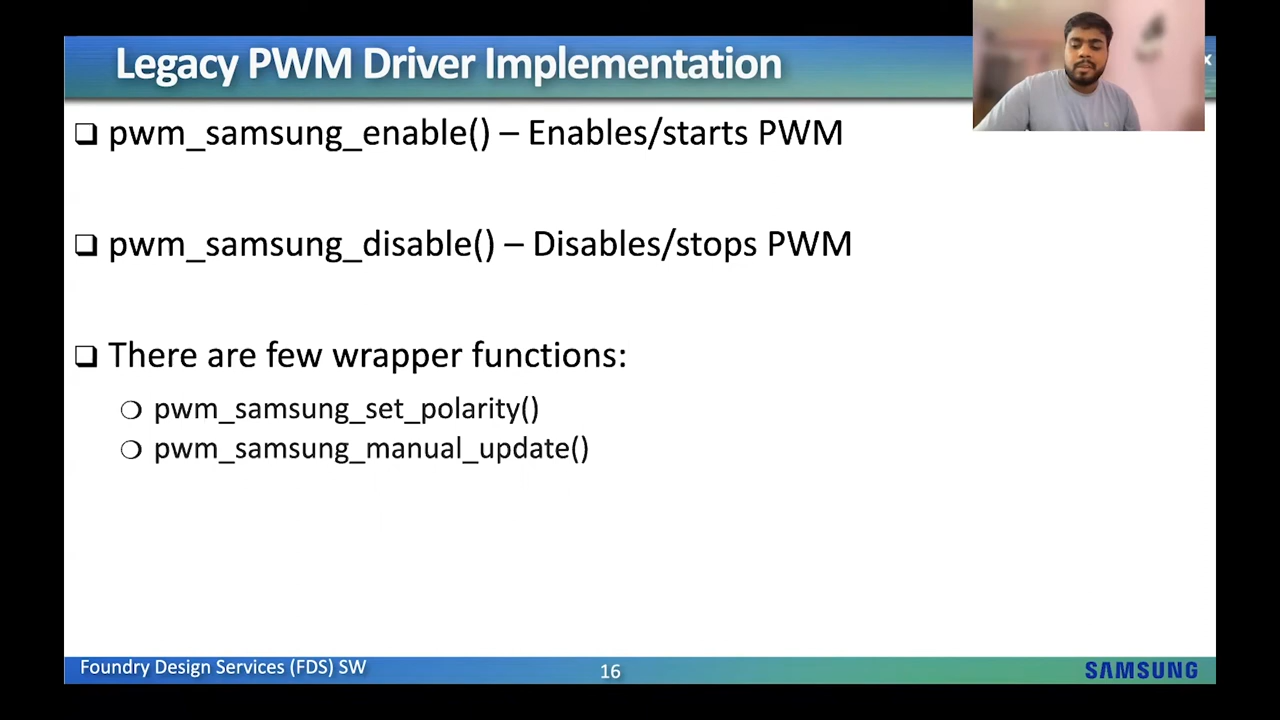 Legacy PWM Driver Implementation
x
❑ pwm_samsung_enable() – Enables/starts PWM
❑ pwm_samsung_disable() – Disables/stops PWM
❑ There are few wrapper functions:
❍ pwm_samsung_set_polarity()
❍ pwm_samsung_manual_update()
Foundry Design Services (FDS) SW
16
SAMSUNG